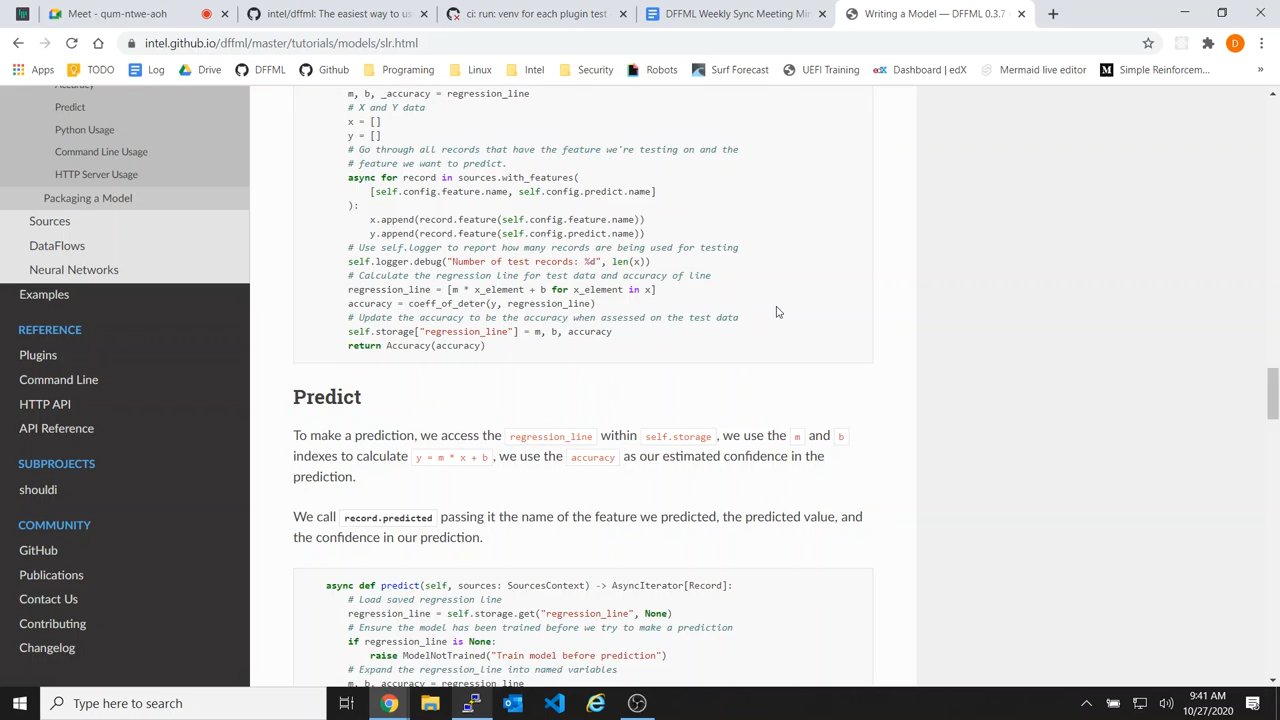 Meet - qum-ntwe-aoh
intel/dffml: The easiest way to us
ci: run: venv for each plugin test
DFFML Weekly Sync Meeting Min
Writing a Model — DFFML 0.3.7
intel.github.io/dffml/master/tutorials/models/slr.html
D
Apps
TODO
Log
Drive
DFFML
Github
Programing
Linux
Intel
Security
Robots
Surf Forecast
UEFI Training
edX
Dashboard | edX
Mermaid live editor
Simple Reinforcem...
»
Accuracy
Predict
Python Usage
Command Line Usage
HTTP Server Usage
Packaging a Model
Sources
DataFlows
Neural Networks
Examples
REFERENCE
Plugins
Command Line
HTTP API
API Reference
SUBPROJECTS
shouldi
COMMUNITY
GitHub
Publications
Contact Us
Contributing
Changelog
m, b, _accuracy = regression_line
# X and Y data
x = []
y = []
# Go through all records that have the feature we're testing on and the
# feature we want to predict.
async for record in sources.with_features(
[self.config.feature.name, self.config.predict.name]
):
x.append(record.feature(self.config.feature.name))
y.append(record.feature(self.config.predict.name))
# Use self.logger to report how many records are being used for testing
self.logger.debug("Number of test records: %d", len(x))
# Calculate the regression line for test data and accuracy of line
regression_line = [m * x_element + b for x_element in x]
accuracy = coeff_of_deter(y, regression_line)
# Update the accuracy to be the accuracy when assessed on the test data
self.storage["regression_line"] = m, b, accuracy
return Accuracy(accuracy)
Predict
To make a prediction, we access the regression_line within self.storage, we use the m and b
indexes to calculate y = m * x + b, we use the accuracy as our estimated confidence in the
prediction.
We call record.predicted passing it the name of the feature we predicted, the predicted value, and
the confidence in our prediction.
async def predict(self, sources: SourcesContext) -> AsyncIterator[Record]:
# Load saved regression line
regression_line = self.storage.get("regression_line", None)
# Ensure the model has been trained before we try to make a prediction
if regression_line is None:
raise ModelNotTrained("Train model before prediction")
# Expand the regression_line into named variables
m, b, accuracy = regression_line
Type here to search
9:41 AM
10/27/2020